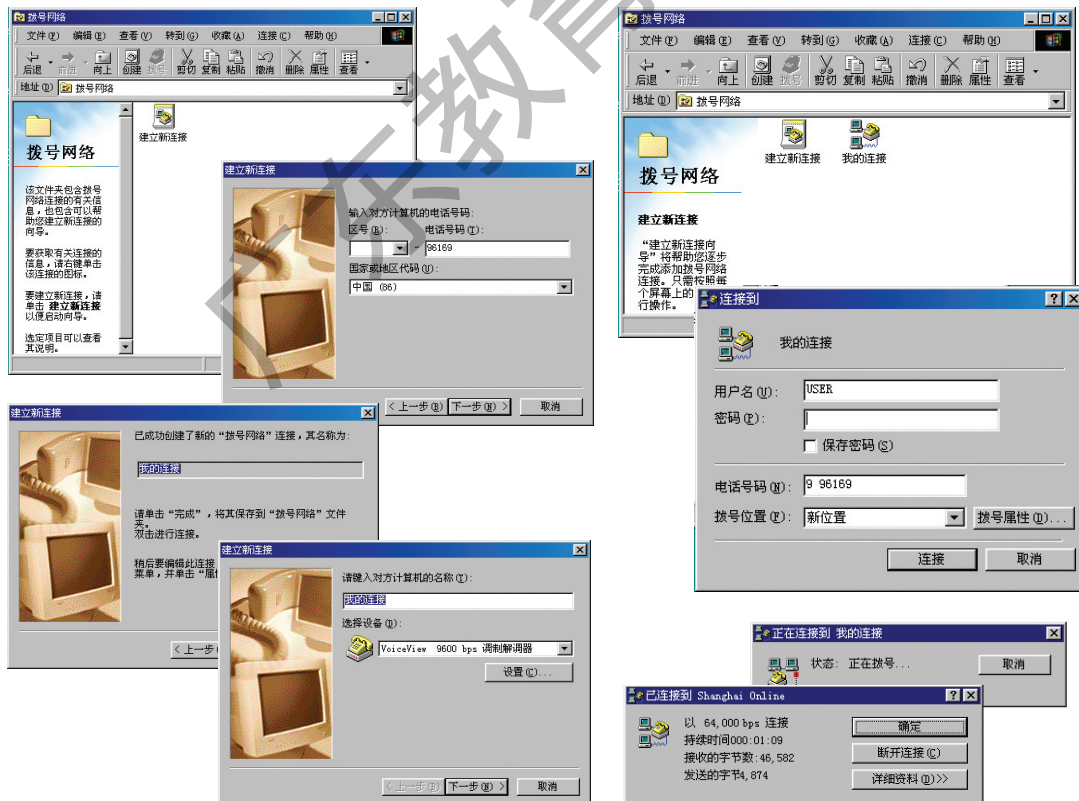 拨号网络
文件(F) 编辑(E) 查看(V) 转到(G) 收藏(A) 连接(C) 帮助(H)
后退 前进 向上 创建 拨号 剪切 复制 粘贴 撤消 删除 属性 查看
地址(D) 拨号网络
建立新连接
拨号网络
该文件夹包含拨号
网络连接的有关信
息，也包含可以帮
助您建立新连接的
向导。
要获取有关连接的
信息，请右键单击
该连接的图标。
要建立新连接，请
单击 建立新连接
以便启动向导。
选定项目可以查看
其说明。
建立新连接
输入对方计算机的电话号码:
区号(R): 电话号码(T):
- 96169
国家或地区代码(U):
中国 (86)
< 上一步(B) 下一步(N) > 取消
建立新连接
已成功创建了新的“拨号网络”连接，其名称为:
我的连接
请单击“完成”，将其保存到“拨号网络”文件
夹。
双击进行连接。
稍后要编辑此连接
菜单，并单击“属
< 上一步
建立新连接
请键入对方计算机的名称(T):
我的连接
选择设备(D):
VoiceView 9600 bps 调制解调器
设置(C)...
< 上一步(B) 下一步(N) > 取消
拨号网络
文件(F) 编辑(E) 查看(V) 转到(G) 收藏(A) 连接(C) 帮助(H)
后退 前进 向上 创建 拨号 剪切 复制 粘贴 撤消 删除 属性 查看
地址(D) 拨号网络
建立新连接 我的连接
拨号网络
建立新连接
“建立新连接向
导”将帮助您逐步
完成添加拨号网络
连接。只需按照每
个屏幕上的
行操作。
连接到
我的连接
用户名(U): USER
密码(P):
保存密码(S)
电话号码(N): 9 96169
拨号位置(F): 新位置 拨号属性(D)...
连接 取消
正在连接到 我的连接
状态: 正在拨号... 取消
已连接到 Shanghai Online
以 64,000 bps 连接 确定
持续时间000:01:09
接收的字节数:46,582 断开连接(C)
发送的字节4,874 详细资料(D)>>
广东教育